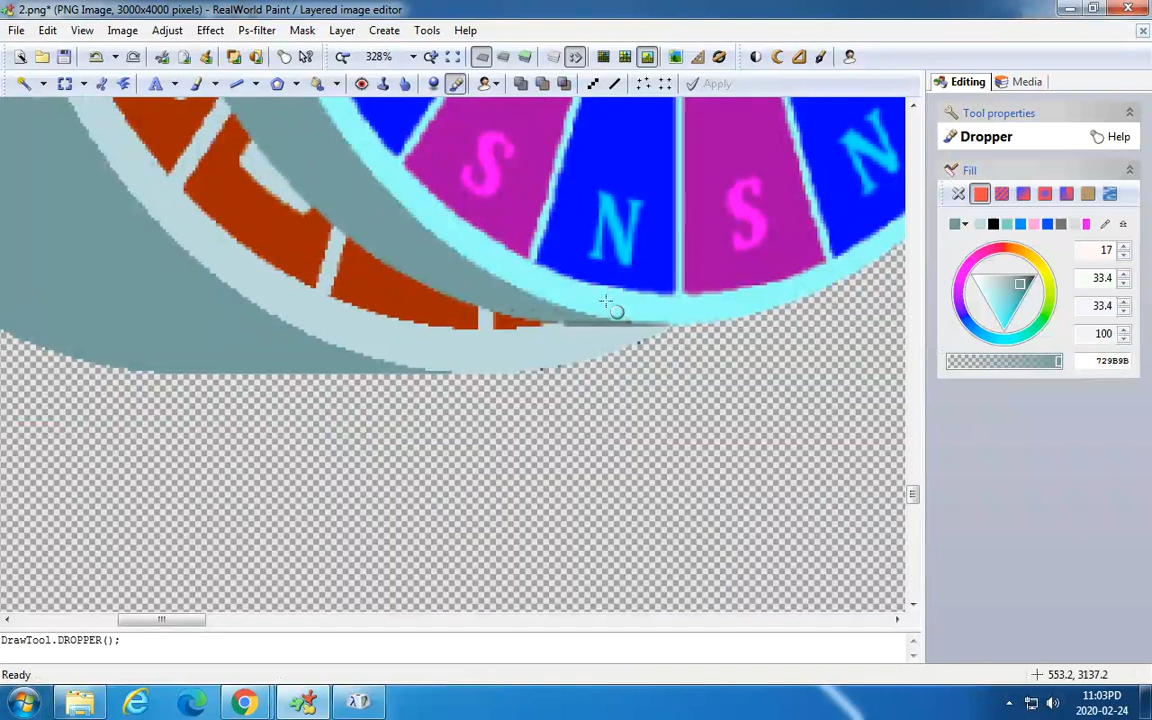 2.png* (PNG Image, 3000x4000 pixels) - RealWorld Paint / Layered image editor
File Edit View Image Adjust Effect Ps-filter Mask Layer Create Tools Help
328%
Apply
Editing Media
Tool properties
Dropper Help
Fill
17
33.4
33.4
100
729B9B
S N S N
DrawTool.DROPPER();
Ready
553.2, 3137.2
11:03PD
2020-02-24